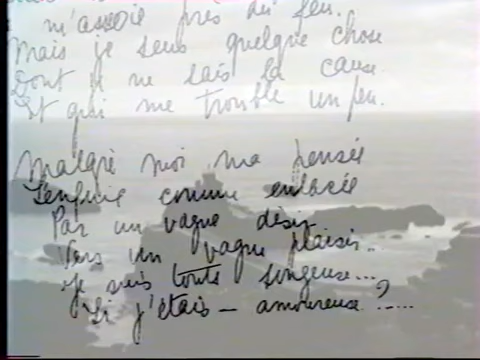 m'asseoir près du feu.
Mais je sens quelque chose
Dont je ne sais la cause
Et qui me trouble un peu.
Malgré moi, ma pensée
S'enfuie comme enlacée
Par un vague désir
Vers un vague plaisir..
Je suis toute songeuse...
Si j'étais - amoureuse ?....